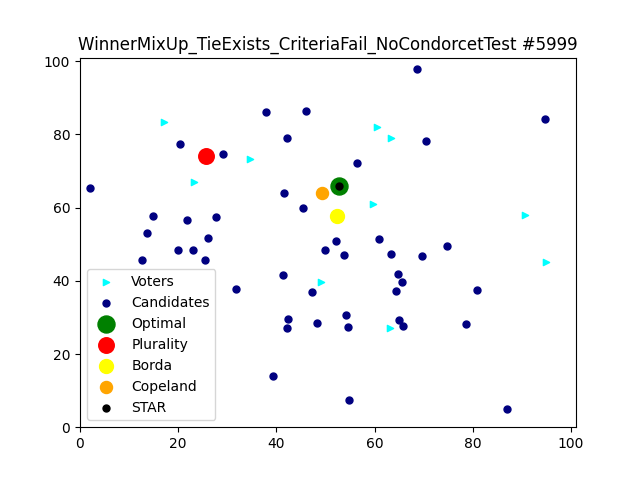 WinnerMixUp_TieExists_CriteriaFail_NoCondorcetTest #5999
100
80
60
40
20
0
Voters
Candidates
Optimal
Plurality
Borda
Copeland
STAR
0 20 40 60 80 100